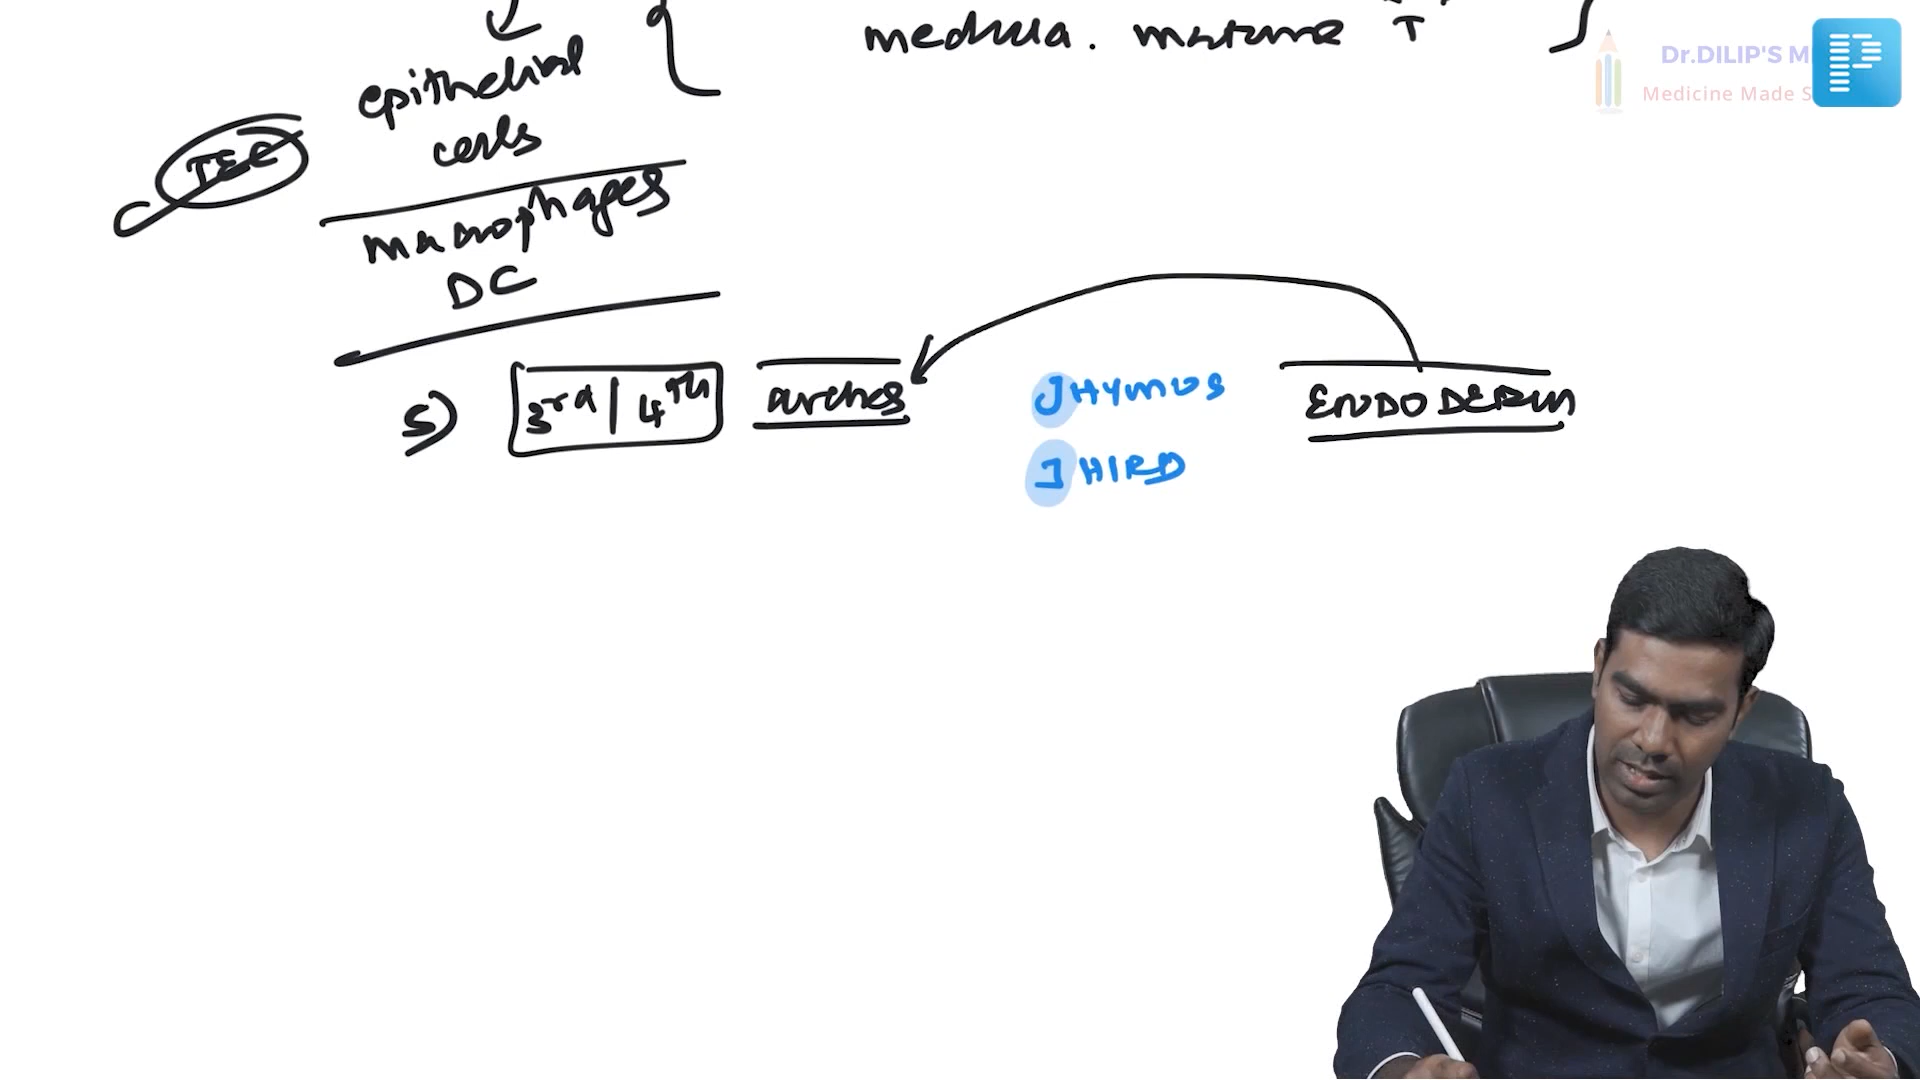 epithelial
cells
medulla. mature T
Dr.DILIP'S M
Medicine Made S
TEC
macrophages
DC
5) 3rd | 4th arches
THYMUS
THIRD
ENDODERM